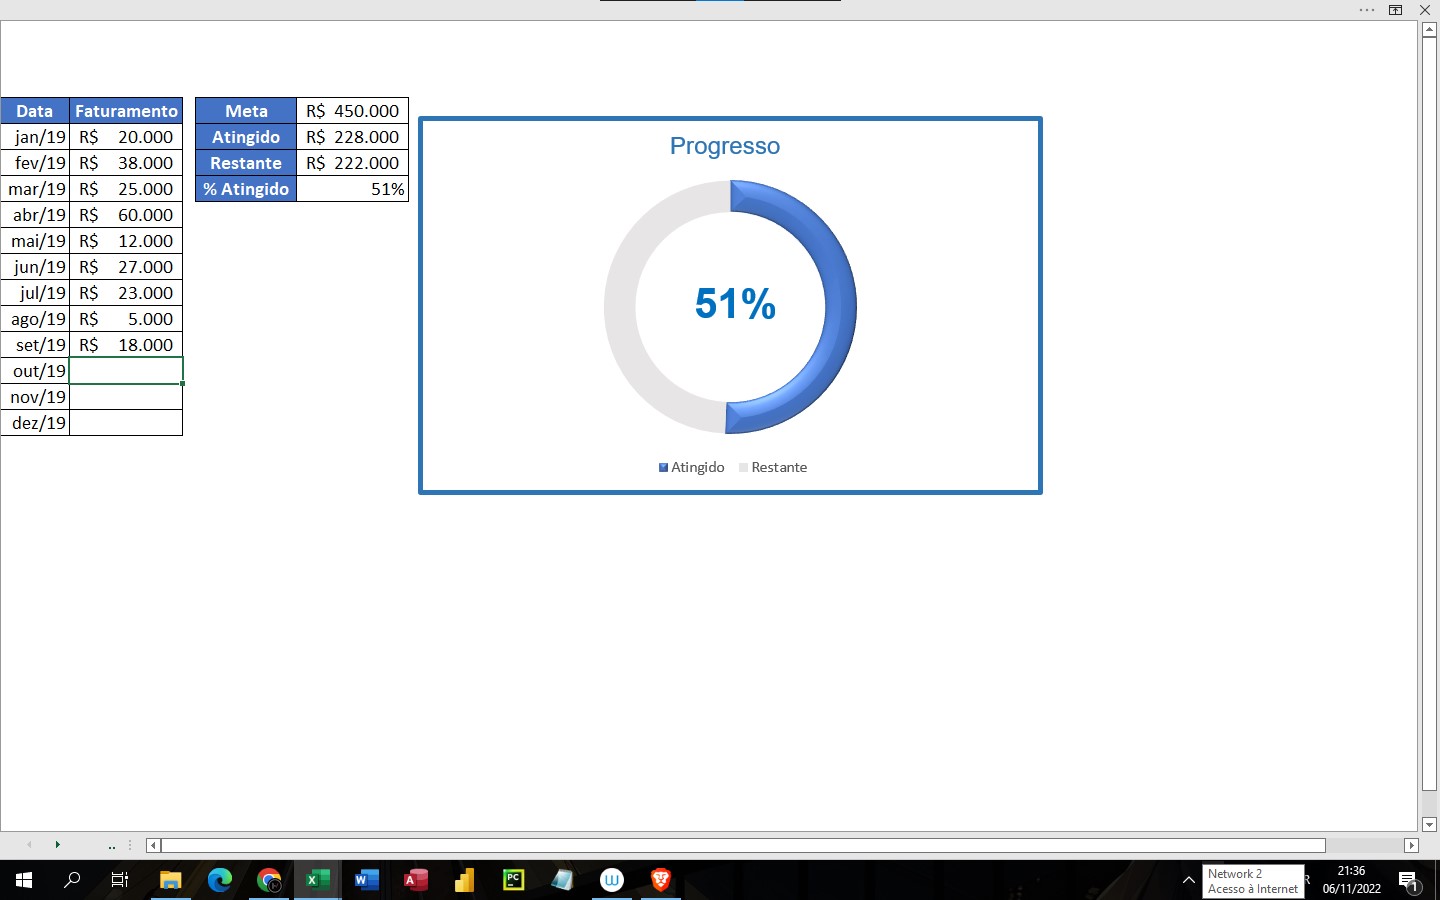 Data Faturamento
jan/19 R$ 20.000
fev/19 R$ 38.000
mar/19 R$ 25.000
abr/19 R$ 60.000
mai/19 R$ 12.000
jun/19 R$ 27.000
jul/19 R$ 23.000
ago/19 R$ 5.000
set/19 R$ 18.000
out/19
nov/19
dez/19
Meta R$ 450.000
Atingido R$ 228.000
Restante R$ 222.000
% Atingido 51%
Progresso
51%
Atingido Restante
..
Network 2
Acesso à Internet
R
21:36
06/11/2022
1